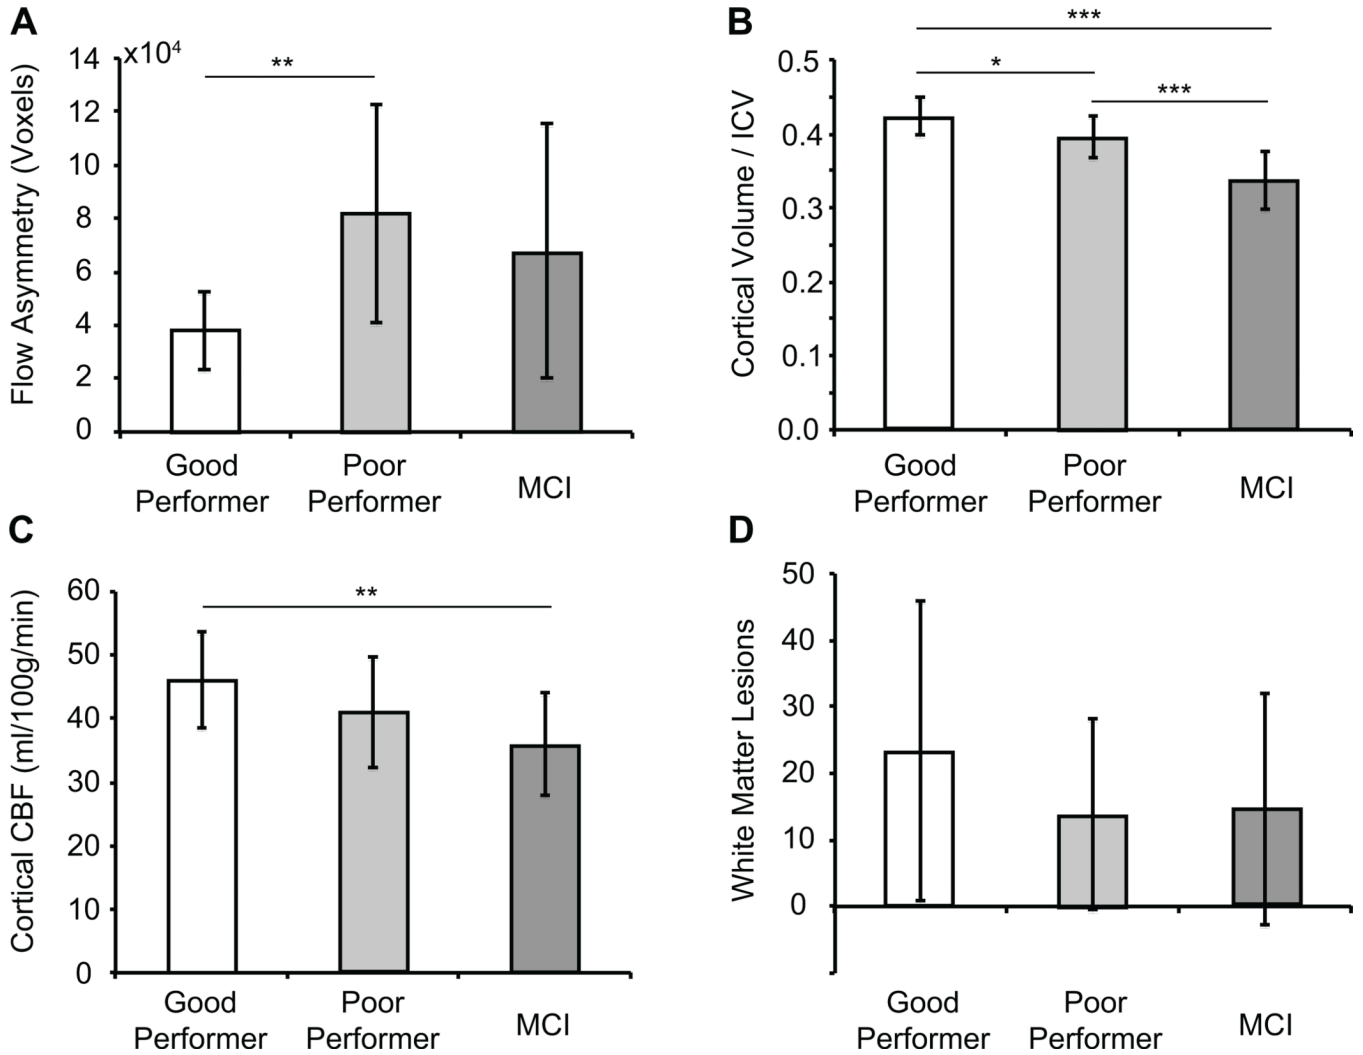 A
x10⁴
14
12
10
8
6
4
2
0
Flow Asymmetry (Voxels)
**
Good
Performer
Poor
Performer
MCI
B
0.5
0.4
0.3
0.2
0.1
0.0
Cortical Volume / ICV
***
*
***
Good
Performer
Poor
Performer
MCI
C
60
50
40
30
20
10
0
Cortical CBF (ml/100g/min)
**
Good
Performer
Poor
Performer
MCI
D
50
40
30
20
10
0
White Matter Lesions
Good
Performer
Poor
Performer
MCI